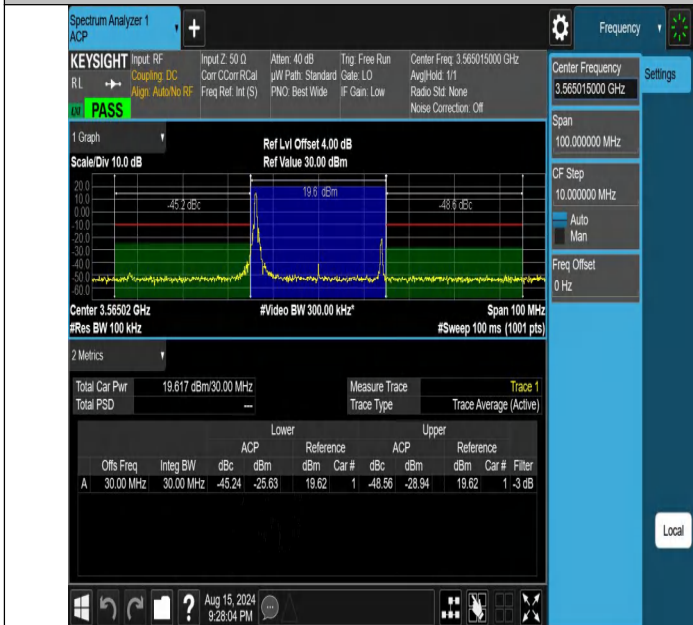 Spectrum Analyzer 1
ACP
Frequency
KEYSIGHT
RL
LXI
PASS
Input: RF
Coupling: DC
Align: Auto/No RF
Input Z: 50 Ω
Corr CCorr RCal
Freq Ref: Int (S)
Atten: 40 dB
µW Path: Standard
PNO: Best Wide
Trig: Free Run
Gate: LO
IF Gain: Low
Center Freq: 3.565015000 GHz
Avg|Hold: 1/1
Radio Std: None
Noise Correction: Off
Center Frequency
3.565015000 GHz
Settings
Span
100.000000 MHz
CF Step
10.000000 MHz
Auto
Man
Freq Offset
0 Hz
1 Graph
Scale/Div 10.0 dB
Ref Lvl Offset 4.00 dB
Ref Value 30.00 dBm
20.0
10.0
0.00
-10.0
-20.0
-30.0
-40.0
-50.0
-60.0
-45.2 dBc
19.6 dBm
-48.6 dBc
Center 3.56502 GHz
#Video BW 300.00 kHz*
Span 100 MHz
#Res BW 100 kHz
#Sweep 100 ms (1001 pts)
2 Metrics
Total Car Pwr 19.617 dBm/30.00 MHz
Total PSD ---
Measure Trace Trace 1
Trace Type Trace Average (Active)
Lower Upper
ACP Reference ACP Reference
Offs Freq Integ BW dBc dBm dBm Car # dBc dBm dBm Car # Filter
A 30.00 MHz 30.00 MHz -45.24 -25.63 19.62 1 -48.56 -28.94 19.62 1 -3 dB
Local
?
Aug 15, 2024
9:28:04 PM